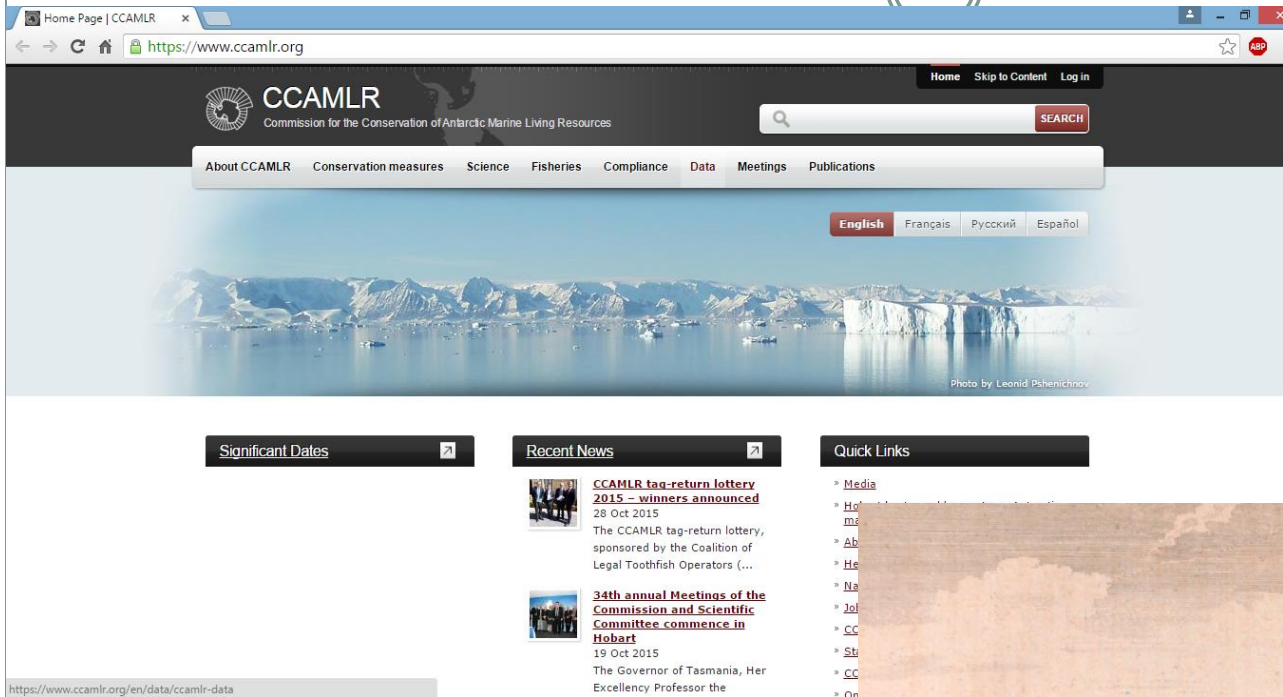 Home Page | CCAMLR
https://www.ccamlr.org
ABP
Home Skip to Content Log in
CCAMLR
Commission for the Conservation of Antarctic Marine Living Resources
SEARCH
About CCAMLR Conservation measures Science Fisheries Compliance Data Meetings Publications
English Français Русский Español
Photo by Leonid Pshenichnov
Significant Dates
Recent News
CCAMLR tag-return lottery
2015 – winners announced
28 Oct 2015
The CCAMLR tag-return lottery,
sponsored by the Coalition of
Legal Toothfish Operators (...
34th annual Meetings of the
Commission and Scientific
Committee commence in
Hobart
19 Oct 2015
The Governor of Tasmania, Her
Excellency Professor the
Quick Links
» Media
https://www.ccamlr.org/en/data/ccamlr-data